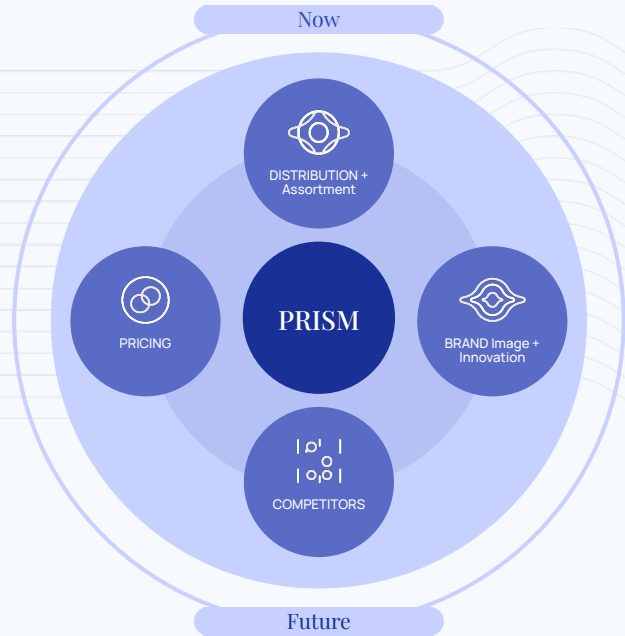 Now
DISTRIBUTION +
Assortment
PRICING
PRISM
BRAND Image +
Innovation
COMPETITORS
Future